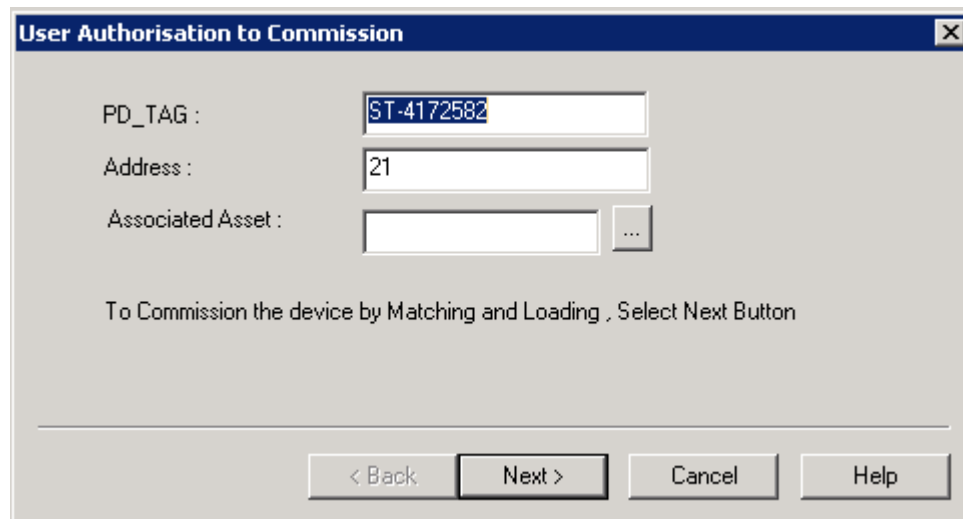 User Authorisation to Commission
PD_TAG : ST-4172582
Address : 21
Associated Asset : ...
To Commission the device by Matching and Loading , Select Next Button
< Back Next > Cancel Help